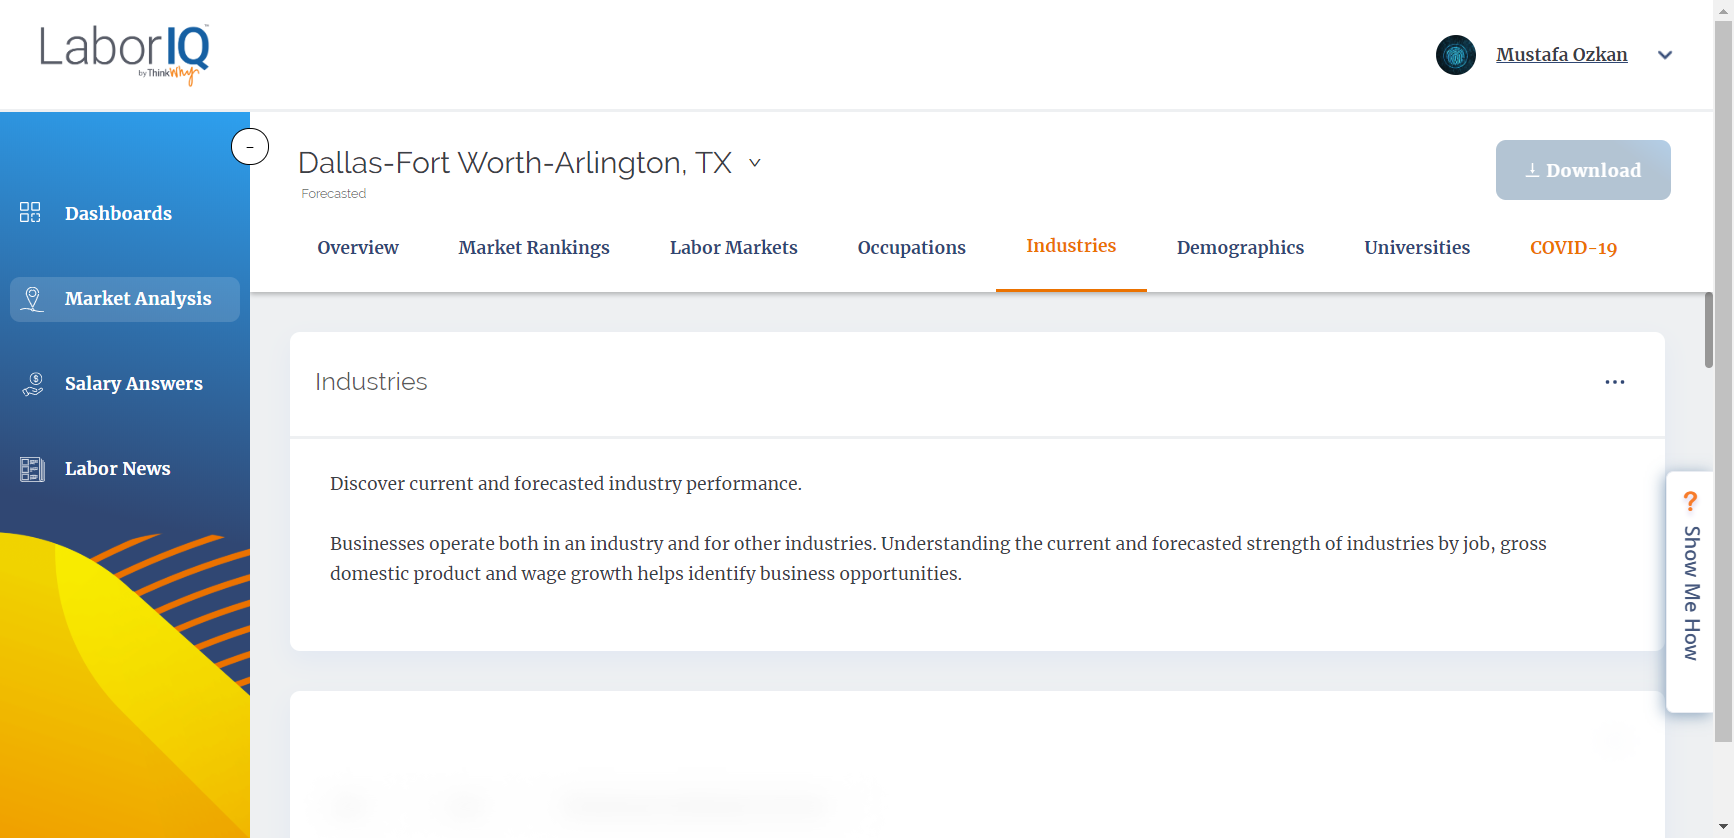 LaborIQ
by ThinkWhy
Mustafa Ozkan
Dallas-Fort Worth-Arlington, TX
Forecasted
Download
Overview
Market Rankings
Labor Markets
Occupations
Industries
Demographics
Universities
COVID-19
Dashboards
Market Analysis
Salary Answers
Labor News
Industries
Discover current and forecasted industry performance.
Businesses operate both in an industry and for other industries. Understanding the current and forecasted strength of industries by job, gross
domestic product and wage growth helps identify business opportunities.
? Show Me How